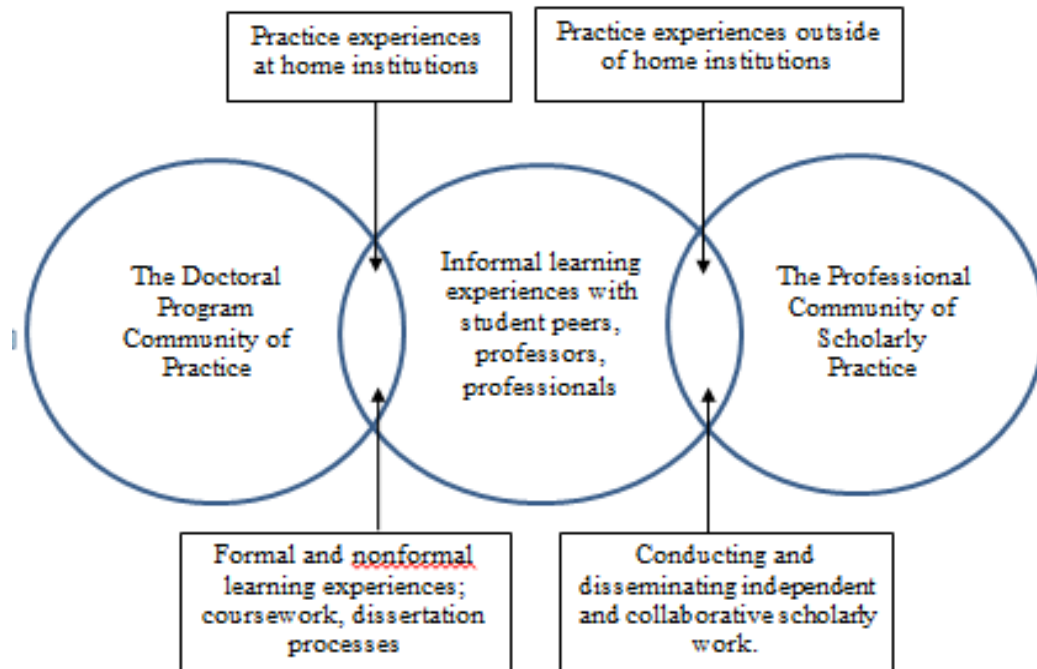 Practice experiences
at home institutions
Practice experiences outside
of home institutions
The Doctoral
Program
Community of
Practice
Informal learning
experiences with
student peers,
professors,
professionals
The Professional
Community of
Scholarly
Practice
Formal and nonformal
learning experiences;
coursework, dissertation
processes
Conducting and
disseminating independent
and collaborative scholarly
work.